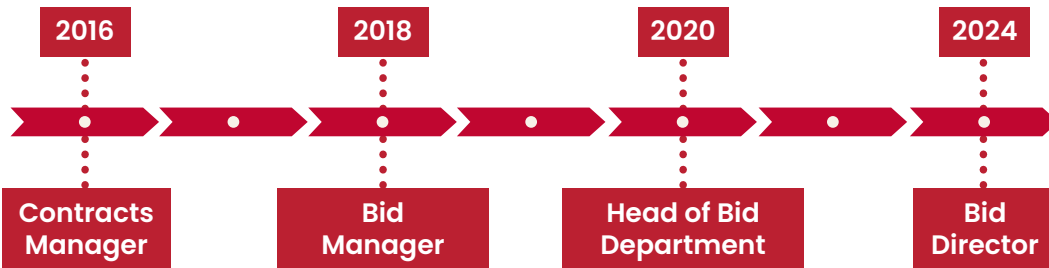 2016
2018
2020
2024
Contracts
Manager
Bid
Manager
Head of Bid
Department
Bid
Director